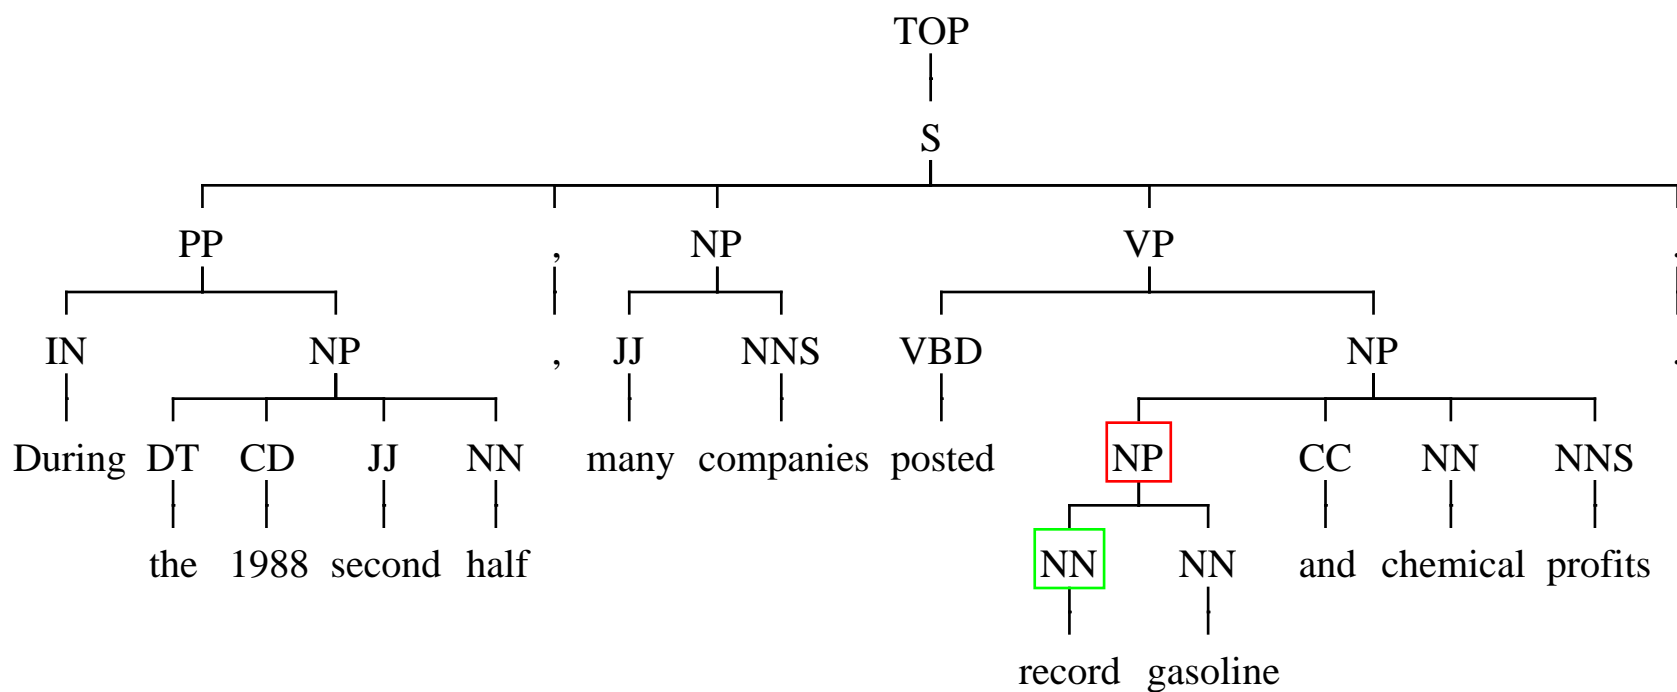 TOP
S
PP , NP VP .
IN NP , JJ NNS VBD NP .
During DT CD JJ NN many companies posted NP CC NN NNS
the 1988 second half NN NN and chemical profits
record gasoline